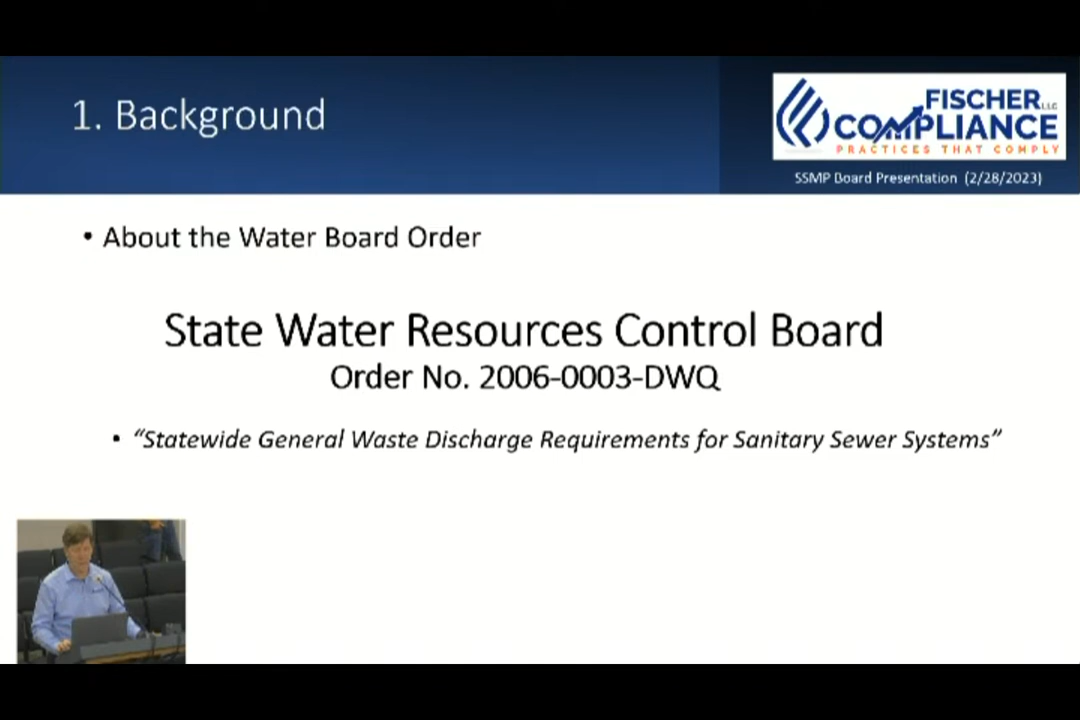 1. Background
FISCHER LLC
COMPLIANCE
PRACTICES THAT COMPLY
SSMP Board Presentation (2/28/2023)
• About the Water Board Order
State Water Resources Control Board
Order No. 2006-0003-DWQ
• “Statewide General Waste Discharge Requirements for Sanitary Sewer Systems”